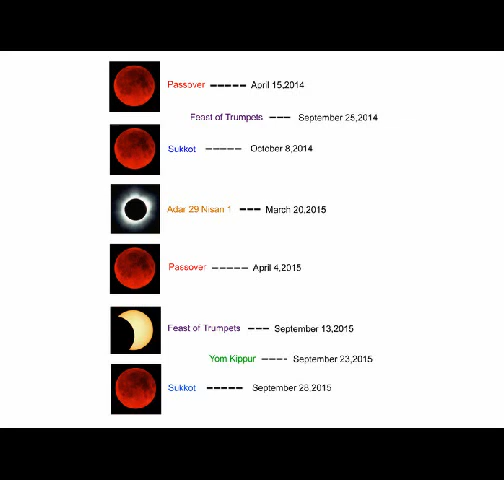 Passover ----- April 15,2014
Feast of Trumpets --- September 25,2014
Sukkot ----- October 8,2014
Adar 29 Nisan 1 --- March 20,2015
Passover ----- April 4,2015
Feast of Trumpets --- September 13,2015
Yom Kippur ---- September 23,2015
Sukkot ----- September 28,2015